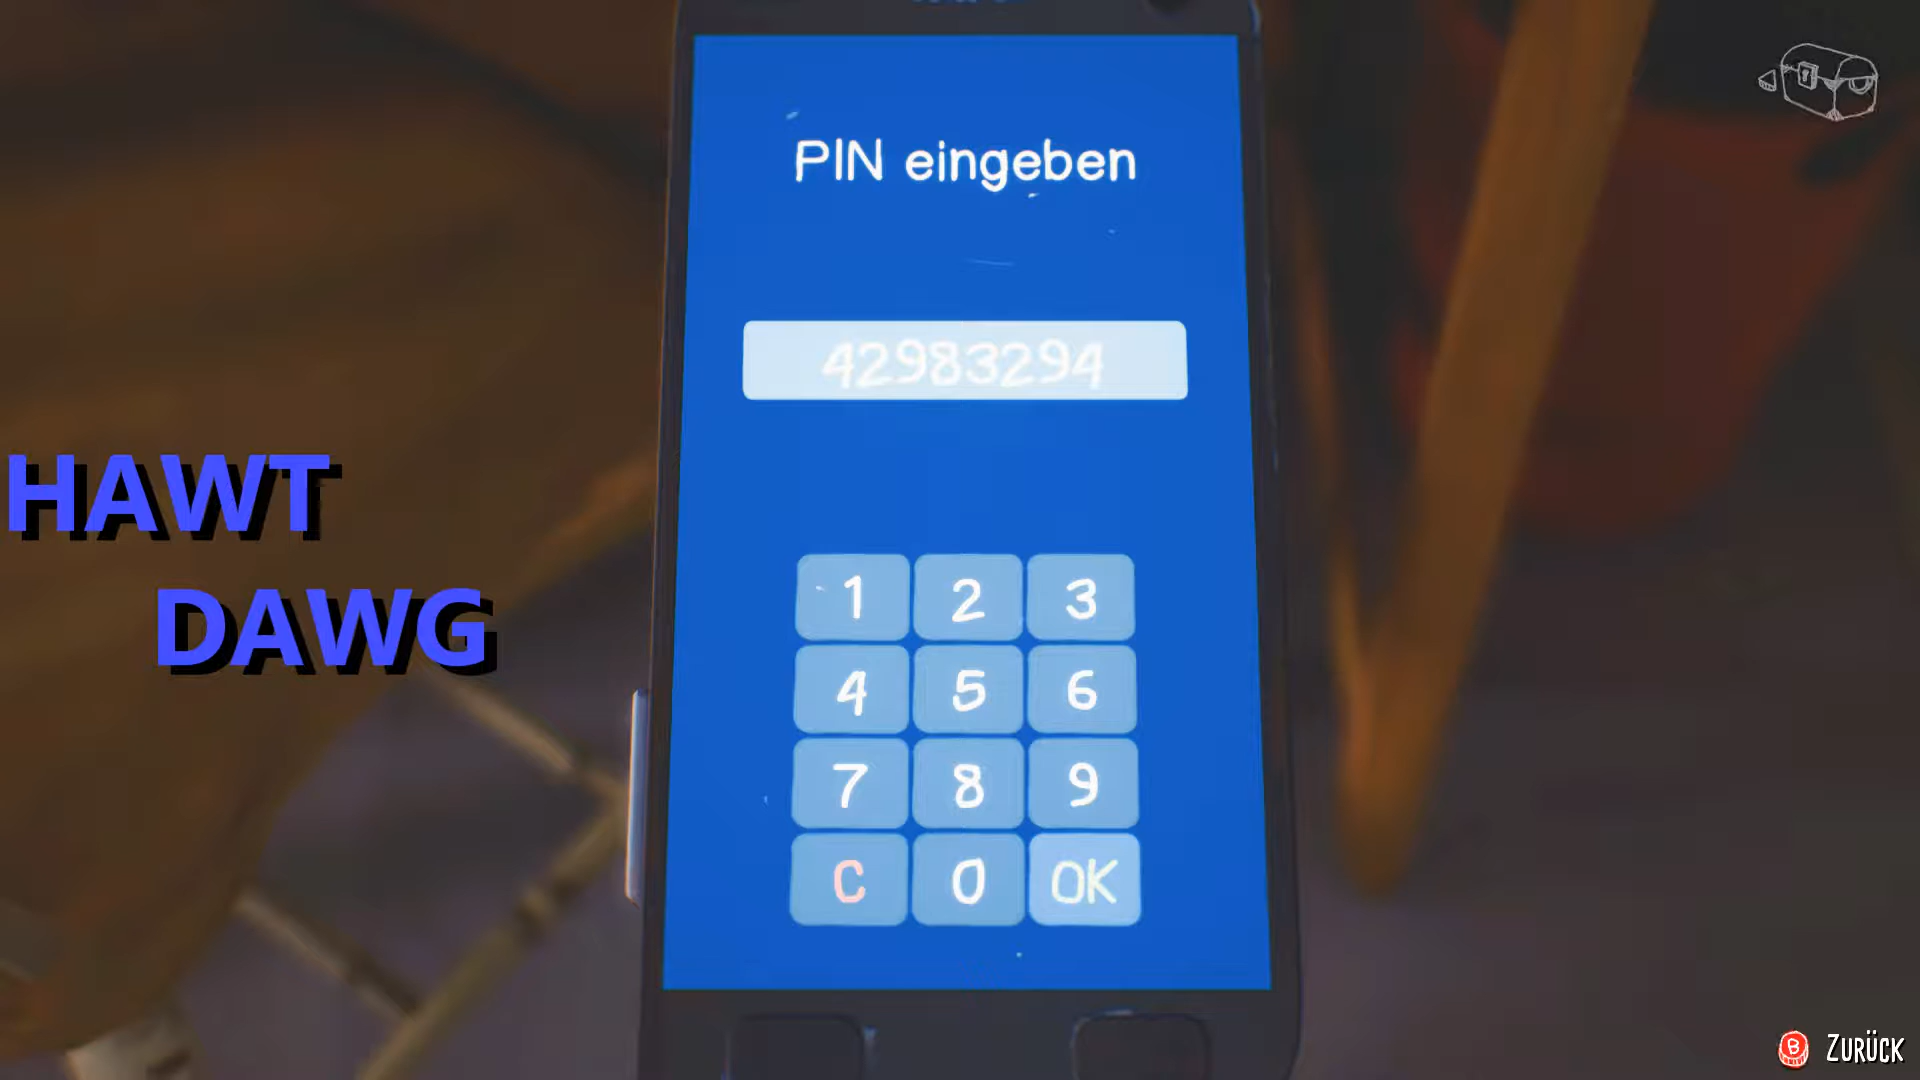 PIN eingeben
42983294
HAWT
DAWG
1 2 3
4 5 6
7 8 9
C 0 OK
B ZURÜCK